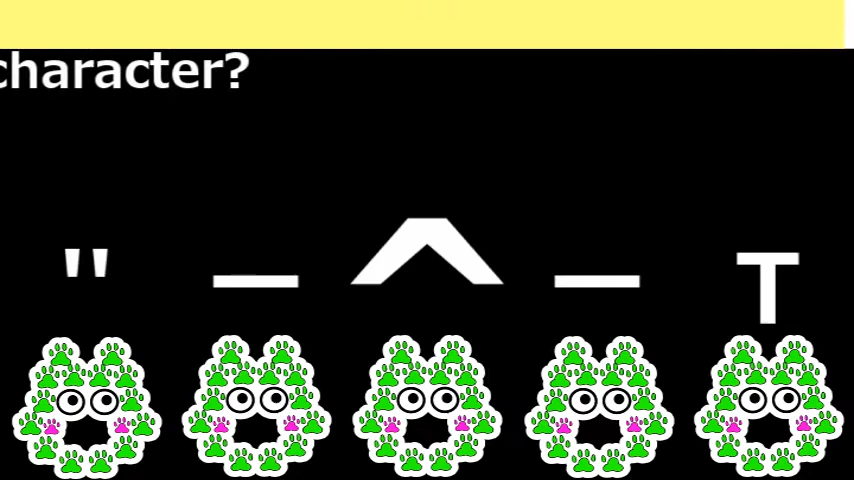 character?
" – ^ – T